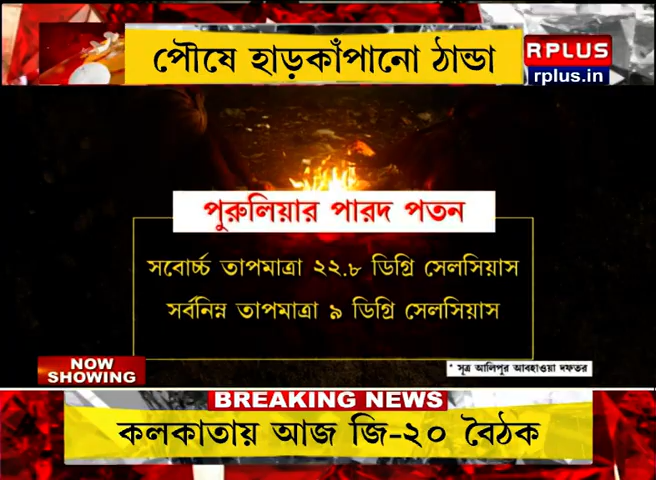 পৌষে হাড়কাঁপানো ঠান্ডা
RPLUS
rplus.in
পুরুলিয়ার পারদ পতন
সবোর্চ্চ তাপমাত্রা ২২.৮ ডিগ্রি সেলসিয়াস
সর্বনিম্ন তাপমাত্রা ৯ ডিগ্রি সেলসিয়াস
* সূত্র আলিপুর আবহাওয়া দফতর
NOW
SHOWING
BREAKING NEWS
কলকাতায় আজ জি-২০ বৈঠক